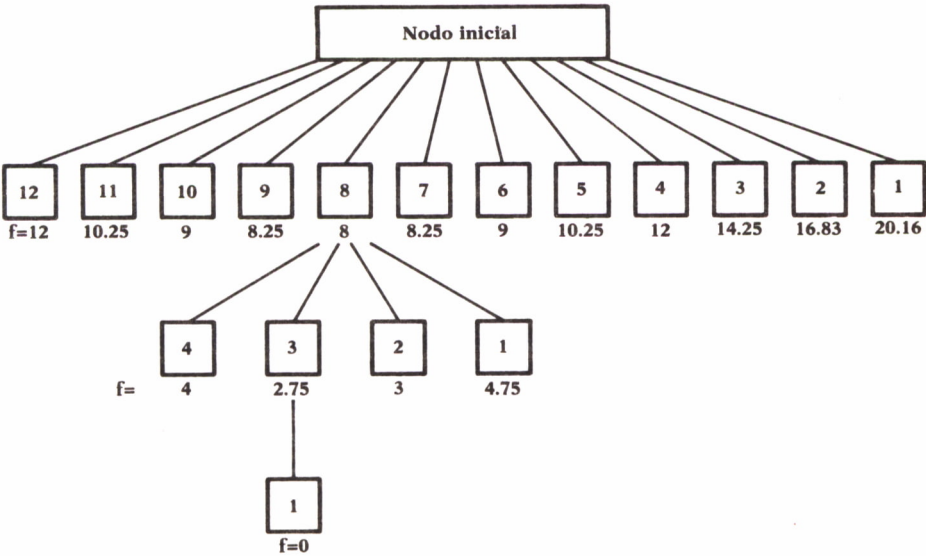 Nodo inicial
12 11 10 9 8 7 6 5 4 3 2 1
f=12 10.25 9 8.25 8 8.25 9 10.25 12 14.25 16.83 20.16
4 3 2 1
f= 4 2.75 3 4.75
1
f=0